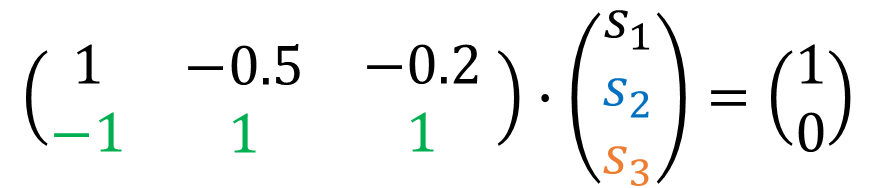 ( 1 −0.5 −0.2 ) · ( s₁ ) = ( 1 )
( −1 1 1 ) ( s₂ ) ( 0 )
( s₃ )